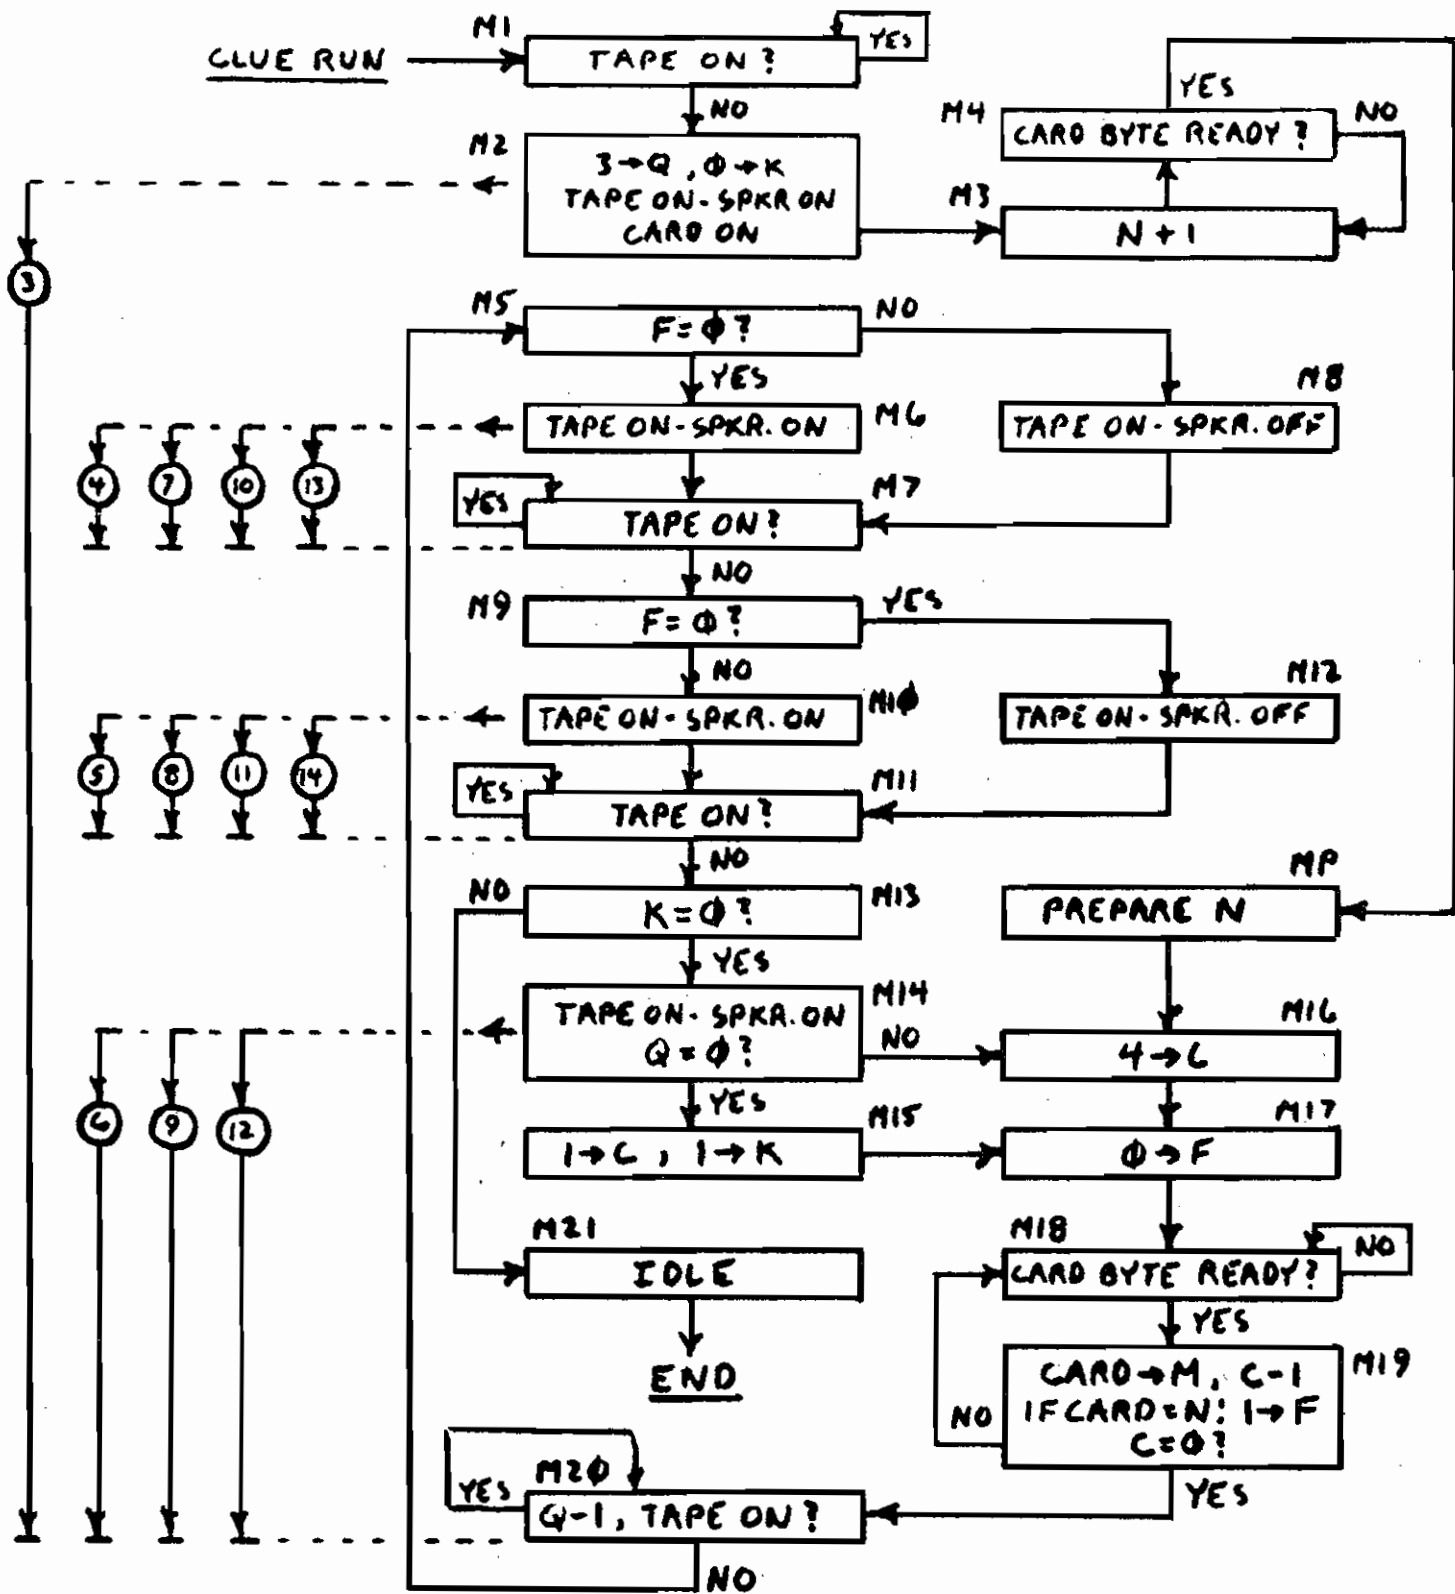 CLUE RUN
M1
TAPE ON?
YES
NO
M2
3→Q, Φ→K
TAPE ON-SPKR ON
CARD ON
M4
CARD BYTE READY?
YES
NO
M3
N+1
3
M5
F=Φ?
NO
YES
M6
TAPE ON-SPKR. ON
M8
TAPE ON-SPKR. OFF
4
7
10
13
M7
TAPE ON?
YES
NO
M9
F=Φ?
YES
NO
M1Φ
TAPE ON-SPKR. ON
M12
TAPE ON-SPKR. OFF
5
8
11
14
M11
TAPE ON?
YES
NO
M13
K=Φ?
NO
YES
MP
PREPARE N
M14
TAPE ON-SPKR. ON
Q=Φ?
NO
YES
M16
4→C
6
9
12
M15
1→C, 1→K
M17
Φ→F
M21
IDLE
END
M18
CARD BYTE READY?
NO
YES
M19
CARD→M, C-1
IF CARD=N! 1→F
C=Φ?
NO
YES
M2Φ
Q-1, TAPE ON?
YES
NO